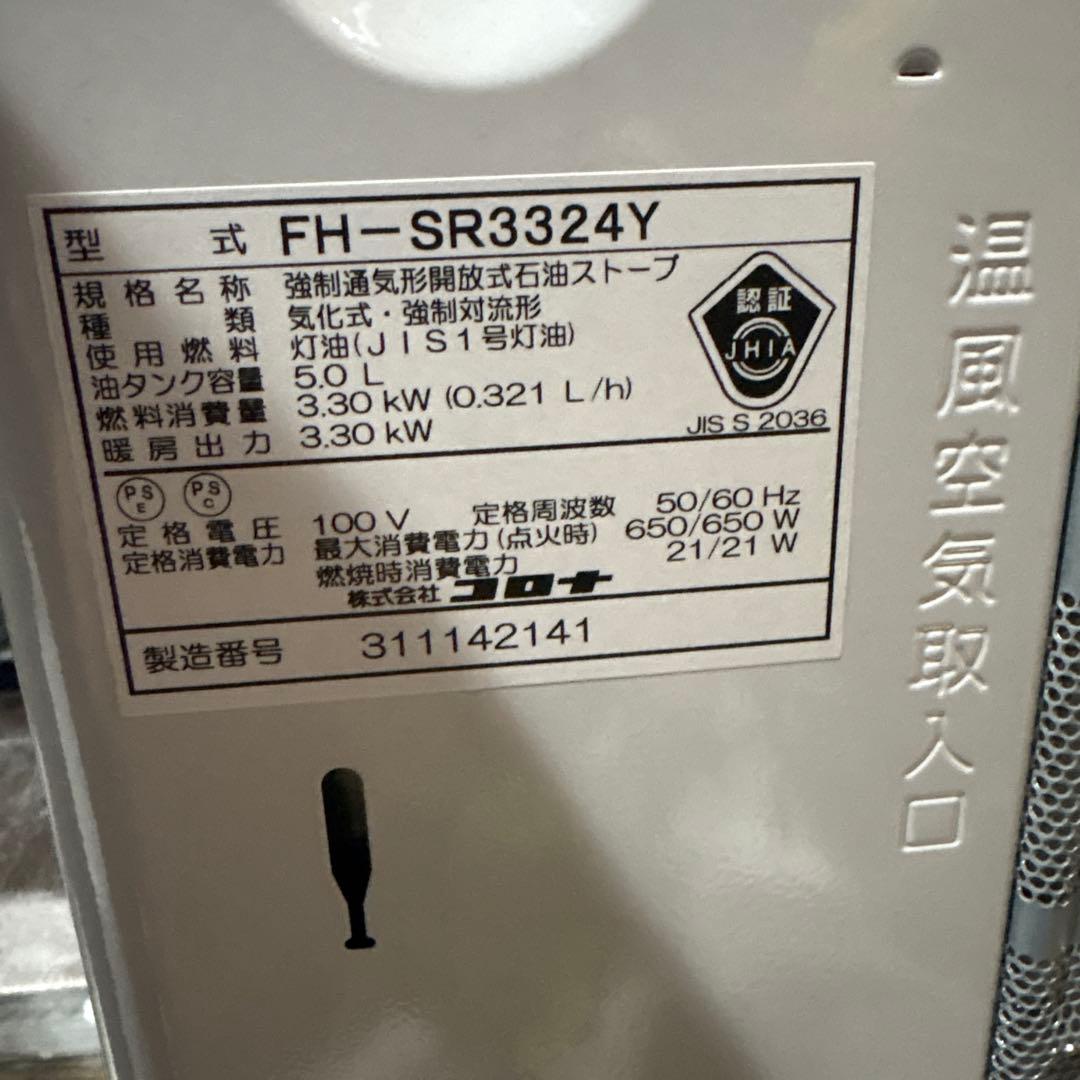 型式 FH-SR3324Y
規格名称 強制通気形開放式石油ストーブ
種類 気化式・強制対流形
使用燃料 灯油(JIS1号灯油)
油タンク容量 5.0 L
燃料消費量 3.30 kW (0.321 L/h)
暖房出力 3.30 kW
認証
JHIA
JIS S 2036
PS E PS C
定格電圧 100 V 定格周波数 50/60 Hz
定格消費電力 最大消費電力(点火時) 650/650 W
燃焼時消費電力 21/21 W
株式会社 コロナ
製造番号 311142141
温風空気取入口